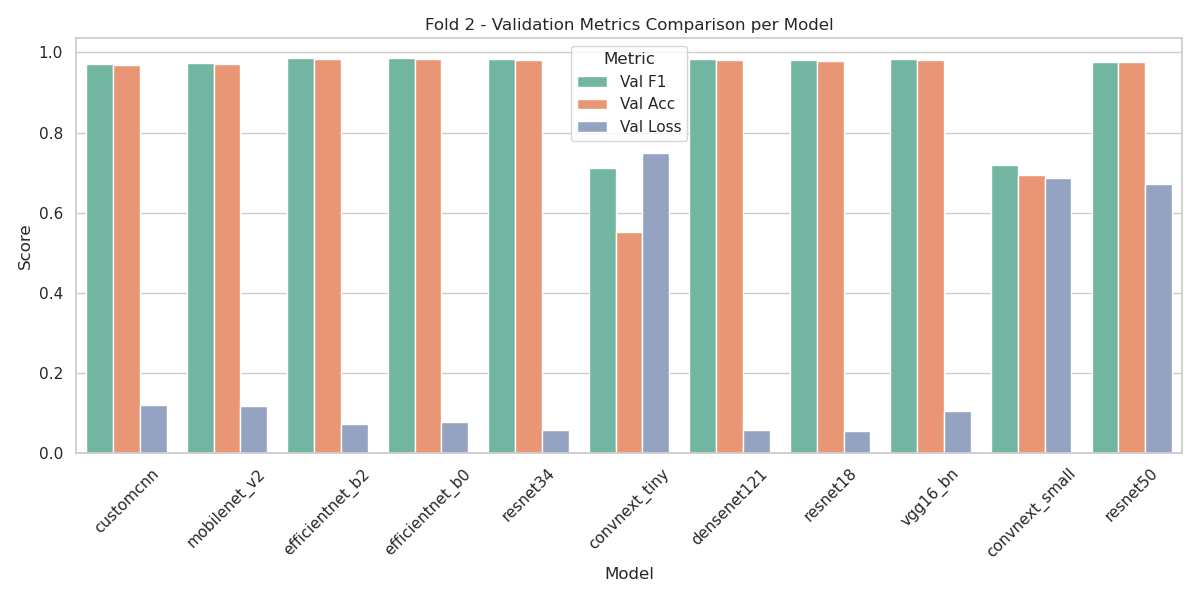 Fold 2 - Validation Metrics Comparison per Model
Metric
Val F1
Val Acc
Val Loss
Score
1.0
0.8
0.6
0.4
0.2
0.0
customcnn
mobilenet_v2
efficientnet_b2
efficientnet_b0
resnet34
convnext_tiny
densenet121
resnet18
vgg16_bn
convnext_small
resnet50
Model